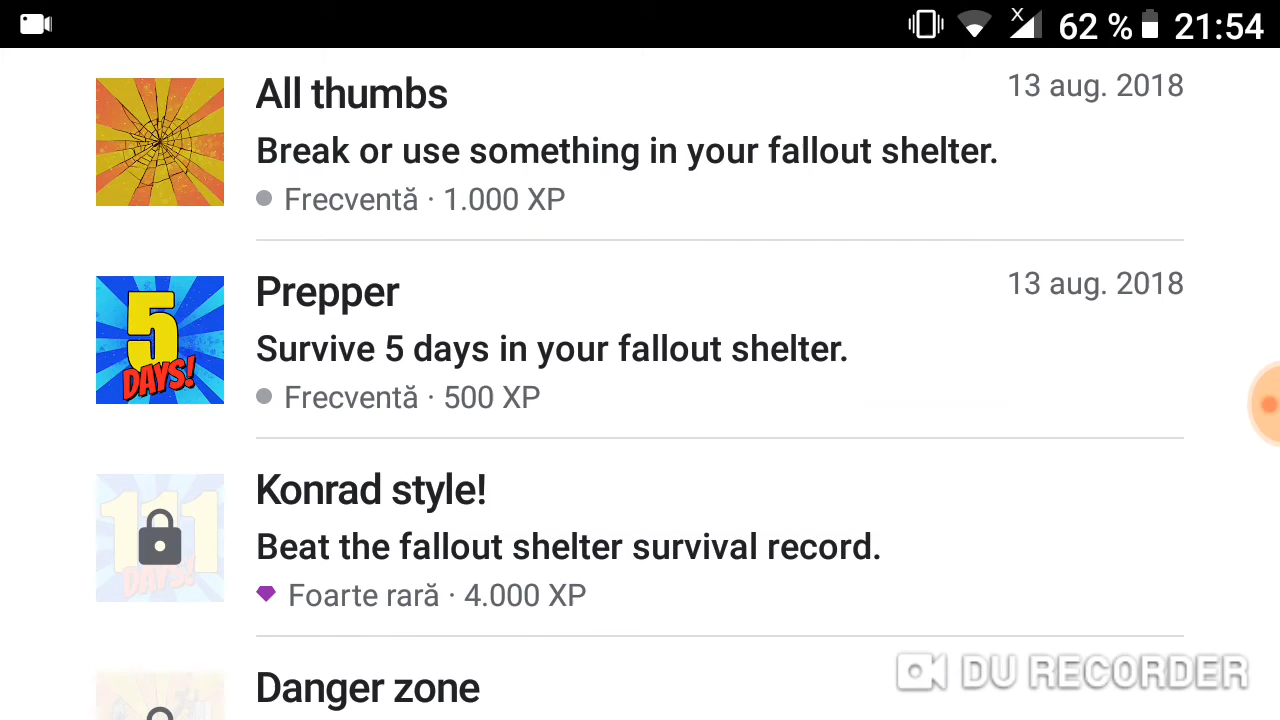 X 62 % 21:54
All thumbs 13 aug. 2018
Break or use something in your fallout shelter.
Frecventă · 1.000 XP
5
DAYS!
Prepper 13 aug. 2018
Survive 5 days in your fallout shelter.
Frecventă · 500 XP
111
DAYS!
Konrad style!
Beat the fallout shelter survival record.
Foarte rară · 4.000 XP
Danger zone
DU RECORDER